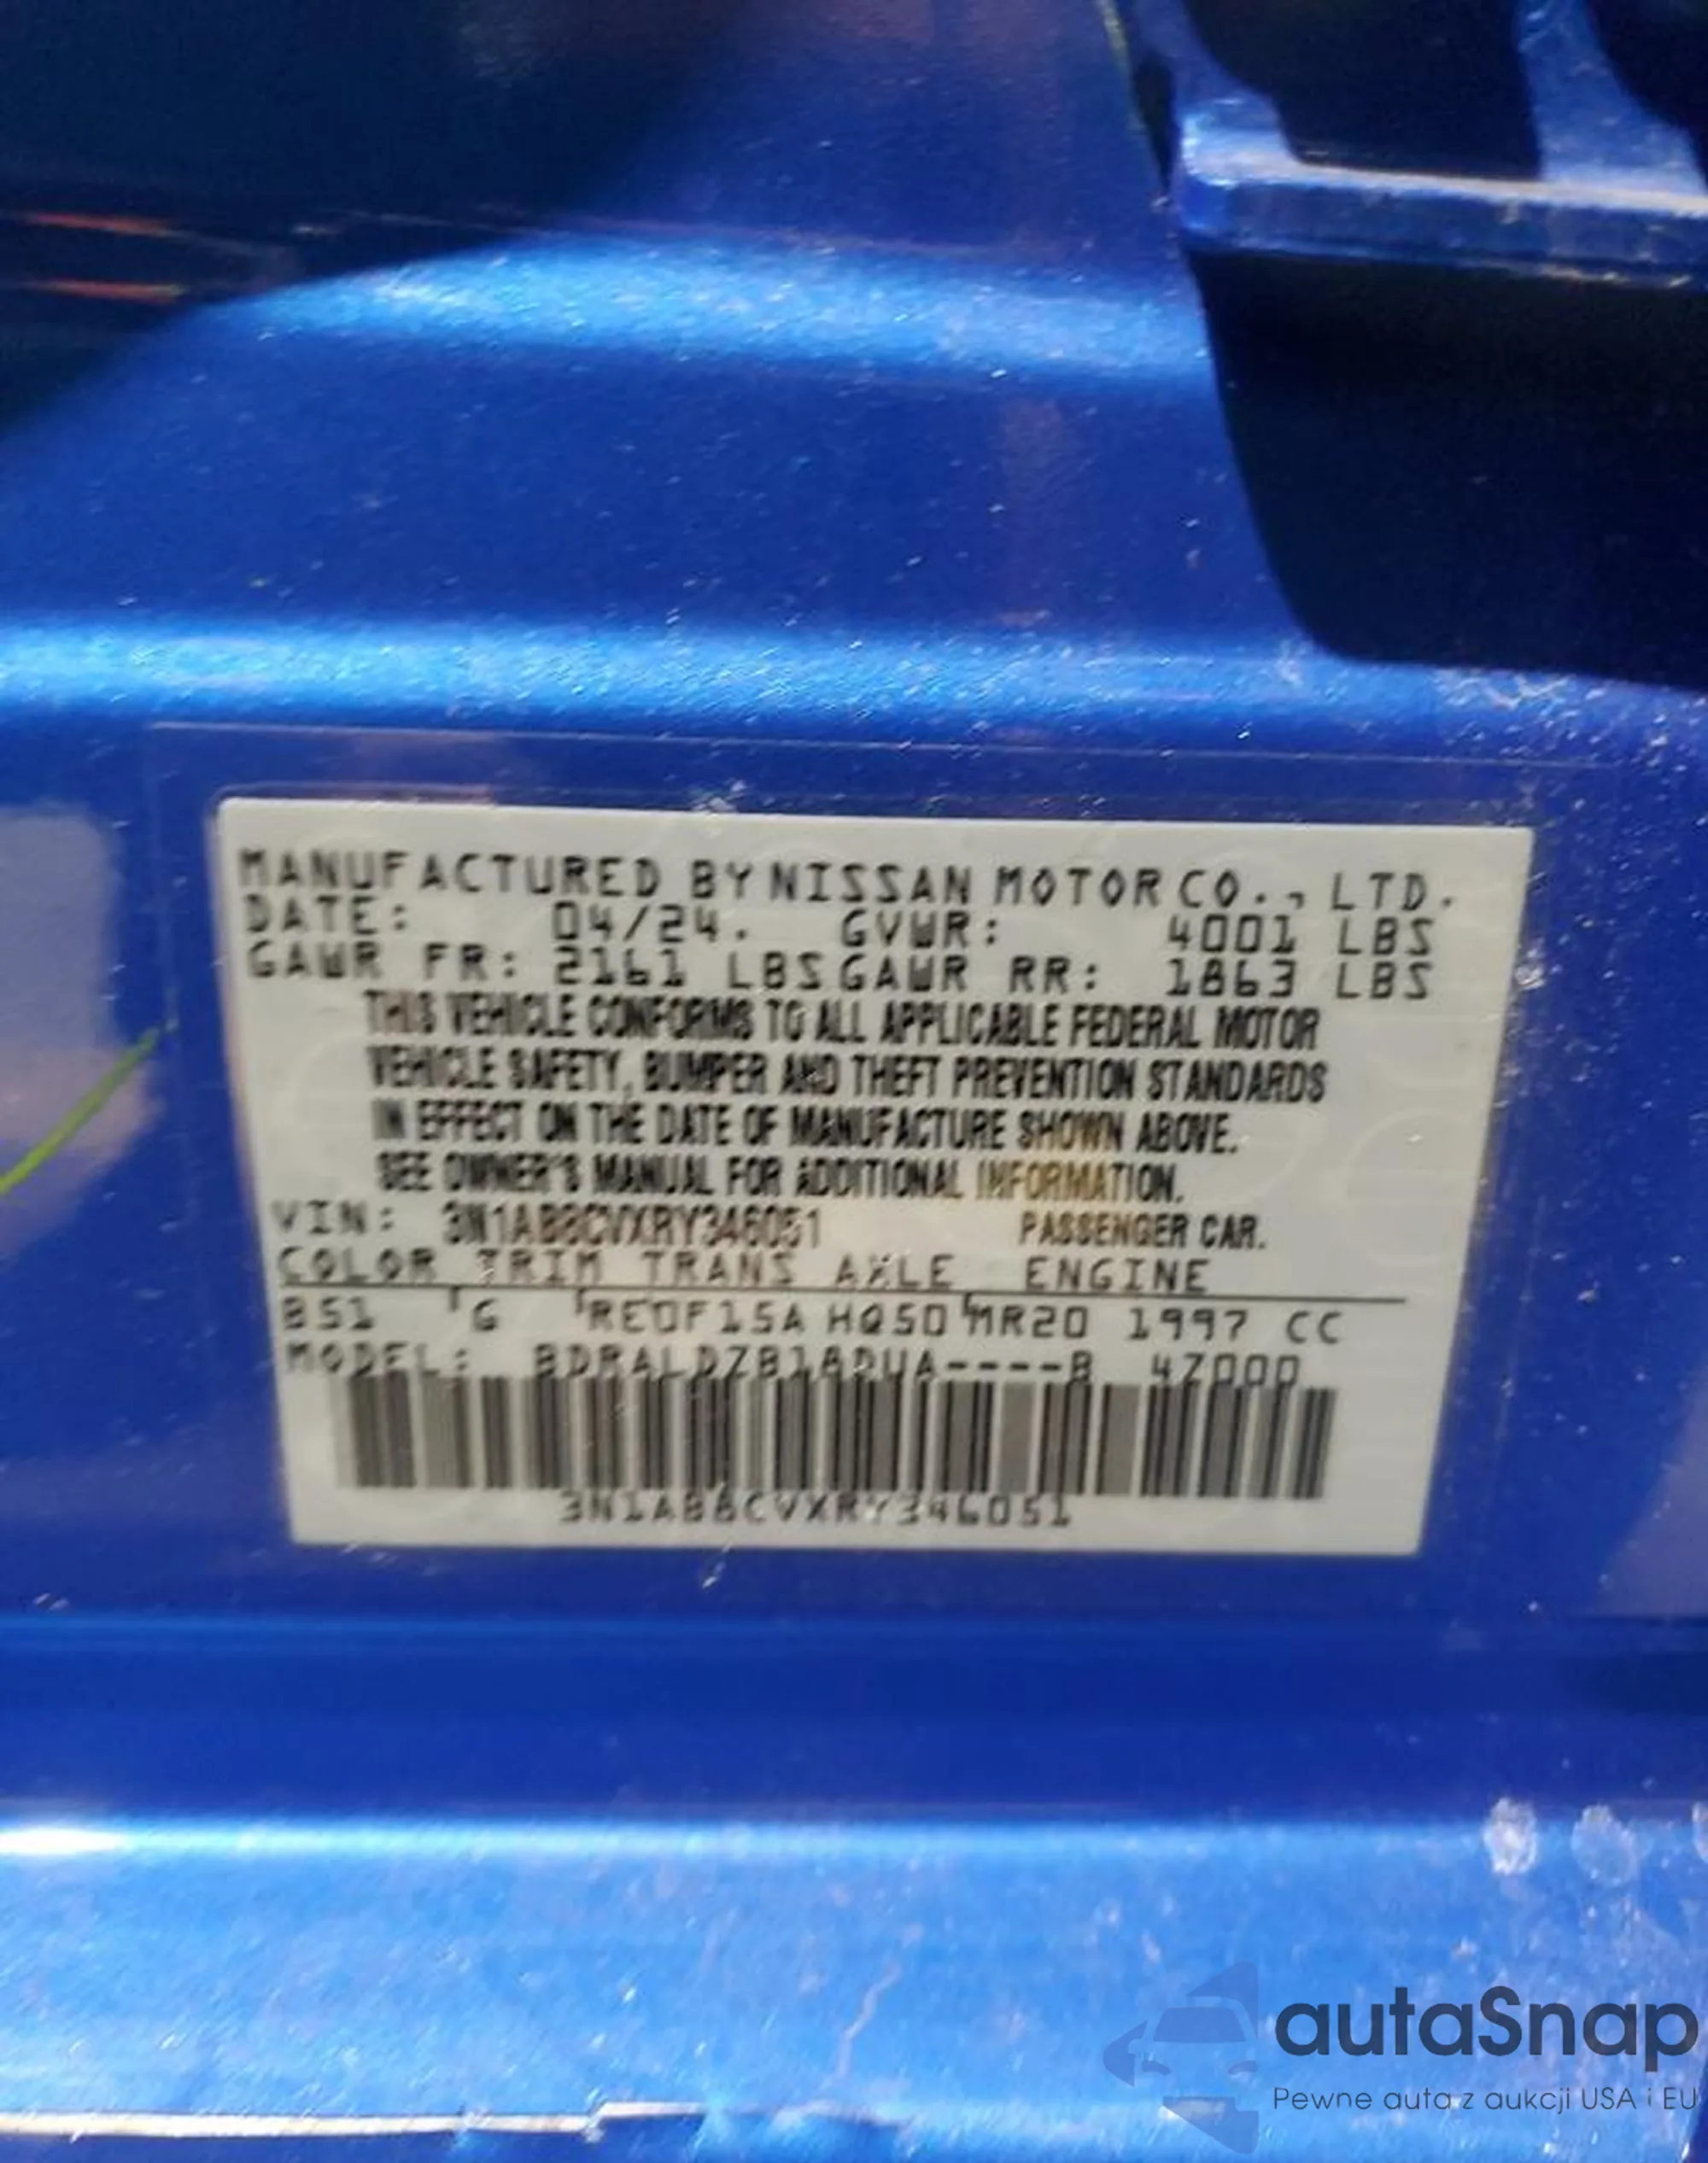 MANUFACTURED BY NISSAN MOTOR CO., LTD.
DATE: 04/24. GVWR: 4001 LBS
GAWR FR: 2161 LBS GAWR RR: 1863 LBS
THIS VEHICLE CONFORMS TO ALL APPLICABLE FEDERAL MOTOR
VEHICLE SAFETY, BUMPER AND THEFT PREVENTION STANDARDS
IN EFFECT ON THE DATE OF MANUFACTURE SHOWN ABOVE.
SEE OWNER'S MANUAL FOR ADDITIONAL INFORMATION.
VIN: 3N1AB8CVXRY346051 PASSENGER CAR.
COLOR TRIM TRANS AXLE ENGINE
B51 G RE0F15A HQ50 MR20 1997 CC
MODEL: 4Z000
3N1AB8CVXRY346051
autaSnap
Pewne auta z aukcji USA i EU